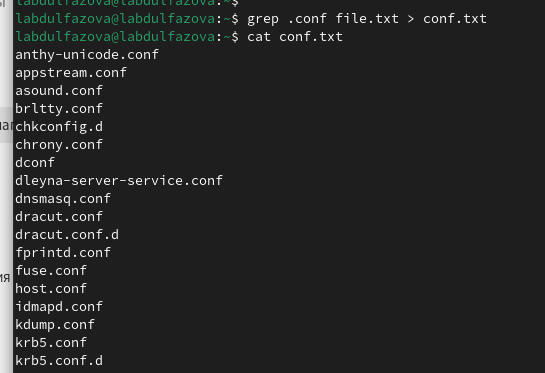 labdulfazova@labdulfazova:~$
labdulfazova@labdulfazova:~$ grep .conf file.txt > conf.txt
labdulfazova@labdulfazova:~$ cat conf.txt
anthy-unicode.conf
appstream.conf
asound.conf
brltty.conf
chkconfig.d
chrony.conf
dconf
dleyna-server-service.conf
dnsmasq.conf
dracut.conf
dracut.conf.d
fprintd.conf
fuse.conf
host.conf
idmapd.conf
kdump.conf
krb5.conf
krb5.conf.d